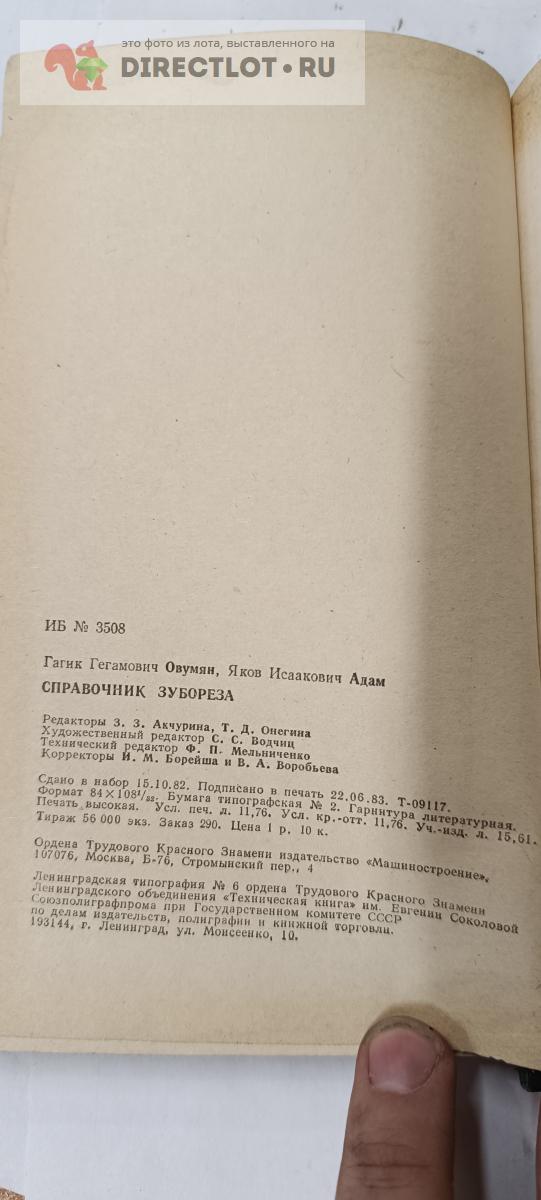 это фото из лота, выставленного на
DIRECTLOT•RU
ИБ № 3508
Гагик Гегамович Овумян, Яков Исаакович Адам
СПРАВОЧНИК ЗУБОРЕЗА
Редакторы З. З. Акчурина, Т. Д. Онегина
Художественный редактор С. С. Водчиц
Технический редактор Ф. П. Мельниченко
Корректоры И. М. Борейша и В. А. Воробьева
Сдано в набор 15.10.82. Подписано в печать 22.06.83. Т-09117.
Формат 84×108¹/₃₂. Бумага типографская № 2. Гарнитура литературная.
Печать высокая. Усл. печ. л. 11,76. Усл. кр.-отт. 11,76. Уч.-изд. л. 15,61.
Тираж 56 000 экз. Заказ 290. Цена 1 р. 10 к.
Ордена Трудового Красного Знамени издательство «Машиностроение»,
107076, Москва, Б-76, Стромынский пер., 4
Ленинградская типография № 6 ордена Трудового Красного Знамени
Ленинградского объединения «Техническая книга» им. Евгении Соколовой
Союзполиграфпрома при Государственном комитете СССР
по делам издательств, полиграфии и книжной торговли.
193144, г. Ленинград, ул. Моисеенко, 10.